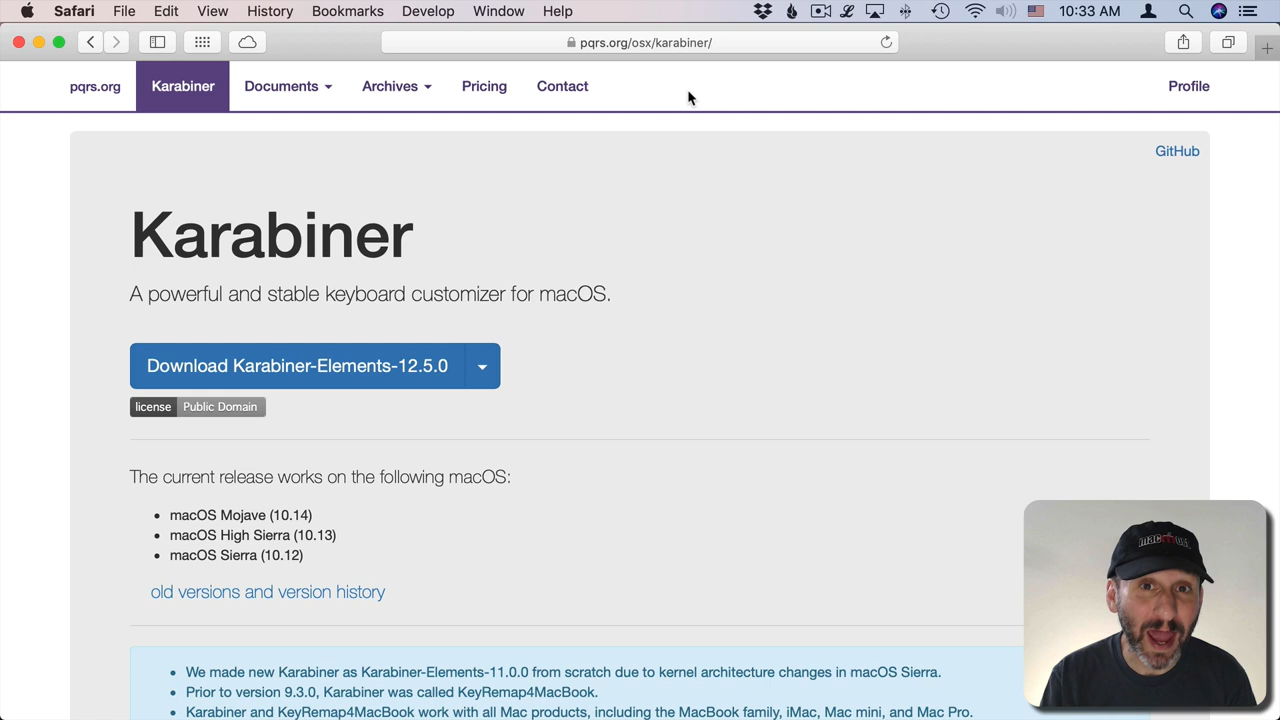 Safari File Edit View History Bookmarks Develop Window Help 10:33 AM
pqrs.org/osx/karabiner/
pqrs.org Karabiner Documents Archives Pricing Contact Profile
GitHub
Karabiner
A powerful and stable keyboard customizer for macOS.
Download Karabiner-Elements-12.5.0
license Public Domain
The current release works on the following macOS:
• macOS Mojave (10.14)
• macOS High Sierra (10.13)
• macOS Sierra (10.12)
old versions and version history
• We made new Karabiner as Karabiner-Elements-11.0.0 from scratch due to kernel architecture changes in macOS Sierra.
• Prior to version 9.3.0, Karabiner was called KeyRemap4MacBook.
• Karabiner and KeyRemap4MacBook work with all Mac products, including the MacBook family, iMac, Mac mini, and Mac Pro.